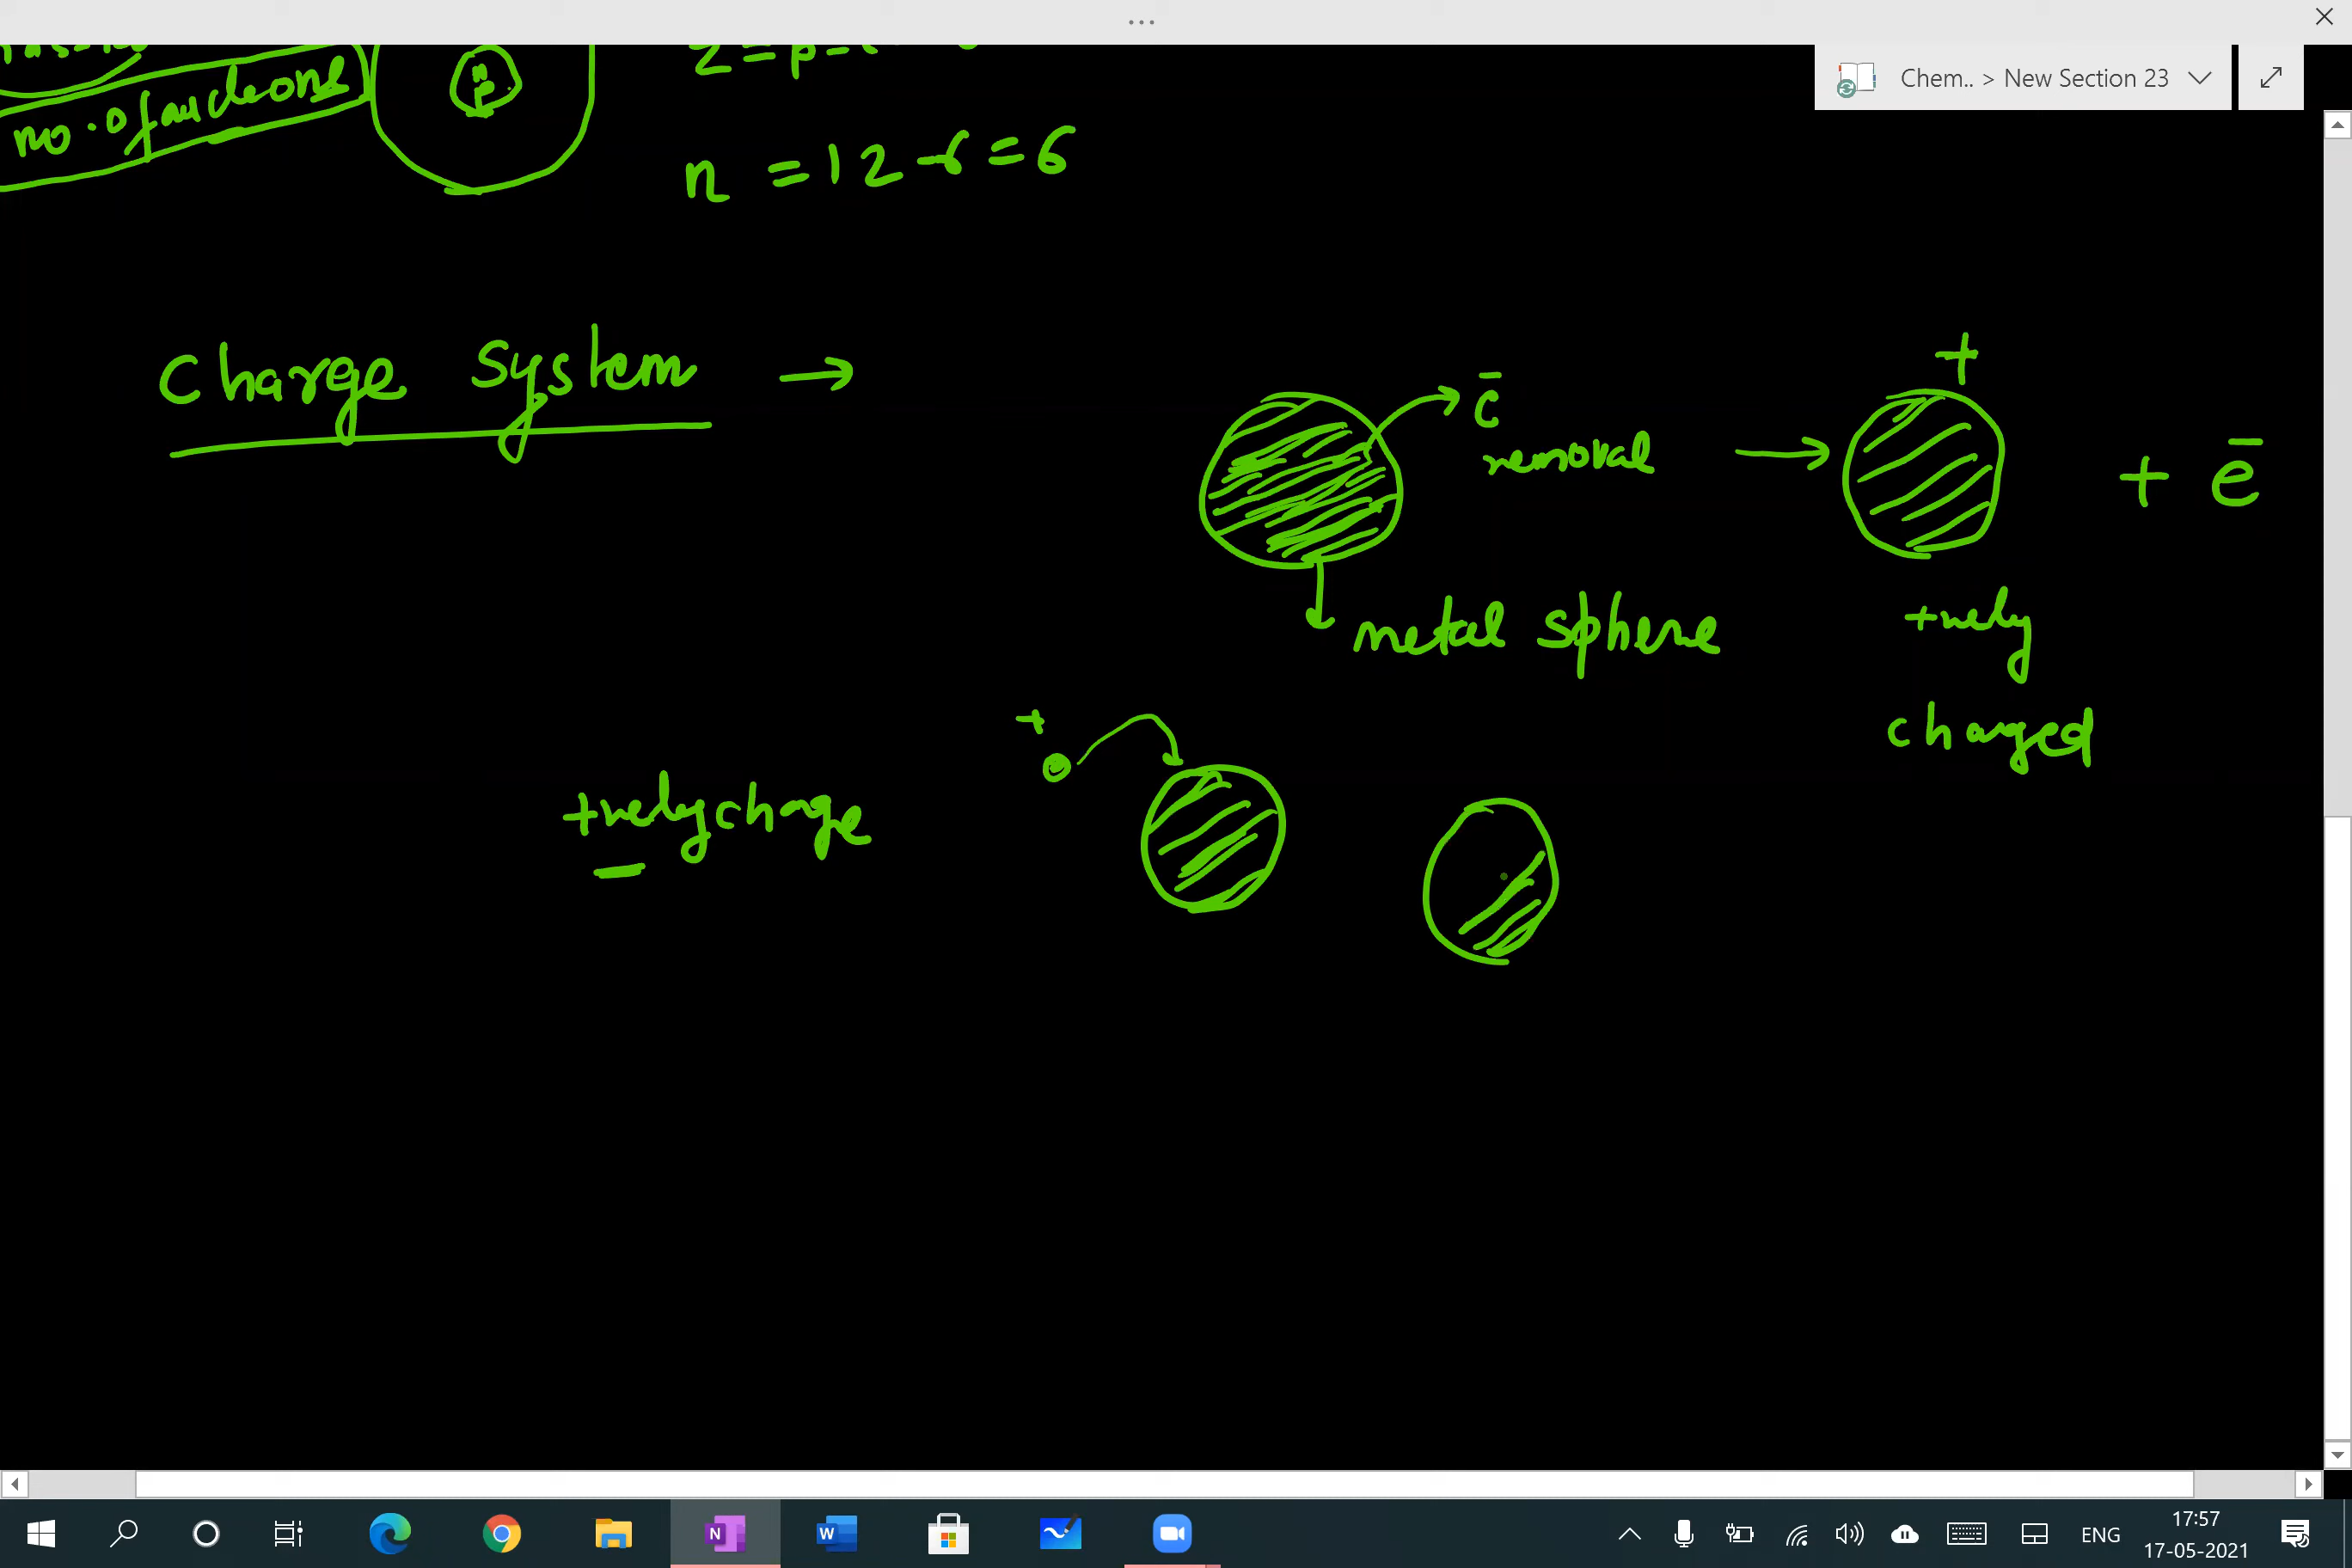 Chem.. > New Section 23
no. of nucleons
n
p
n = 12 - 6 = 6
Charge System →
ē removal → + + ē
metal sphere
+vely
charged
+vely charge
+
ENG
17:57
17-05-2021